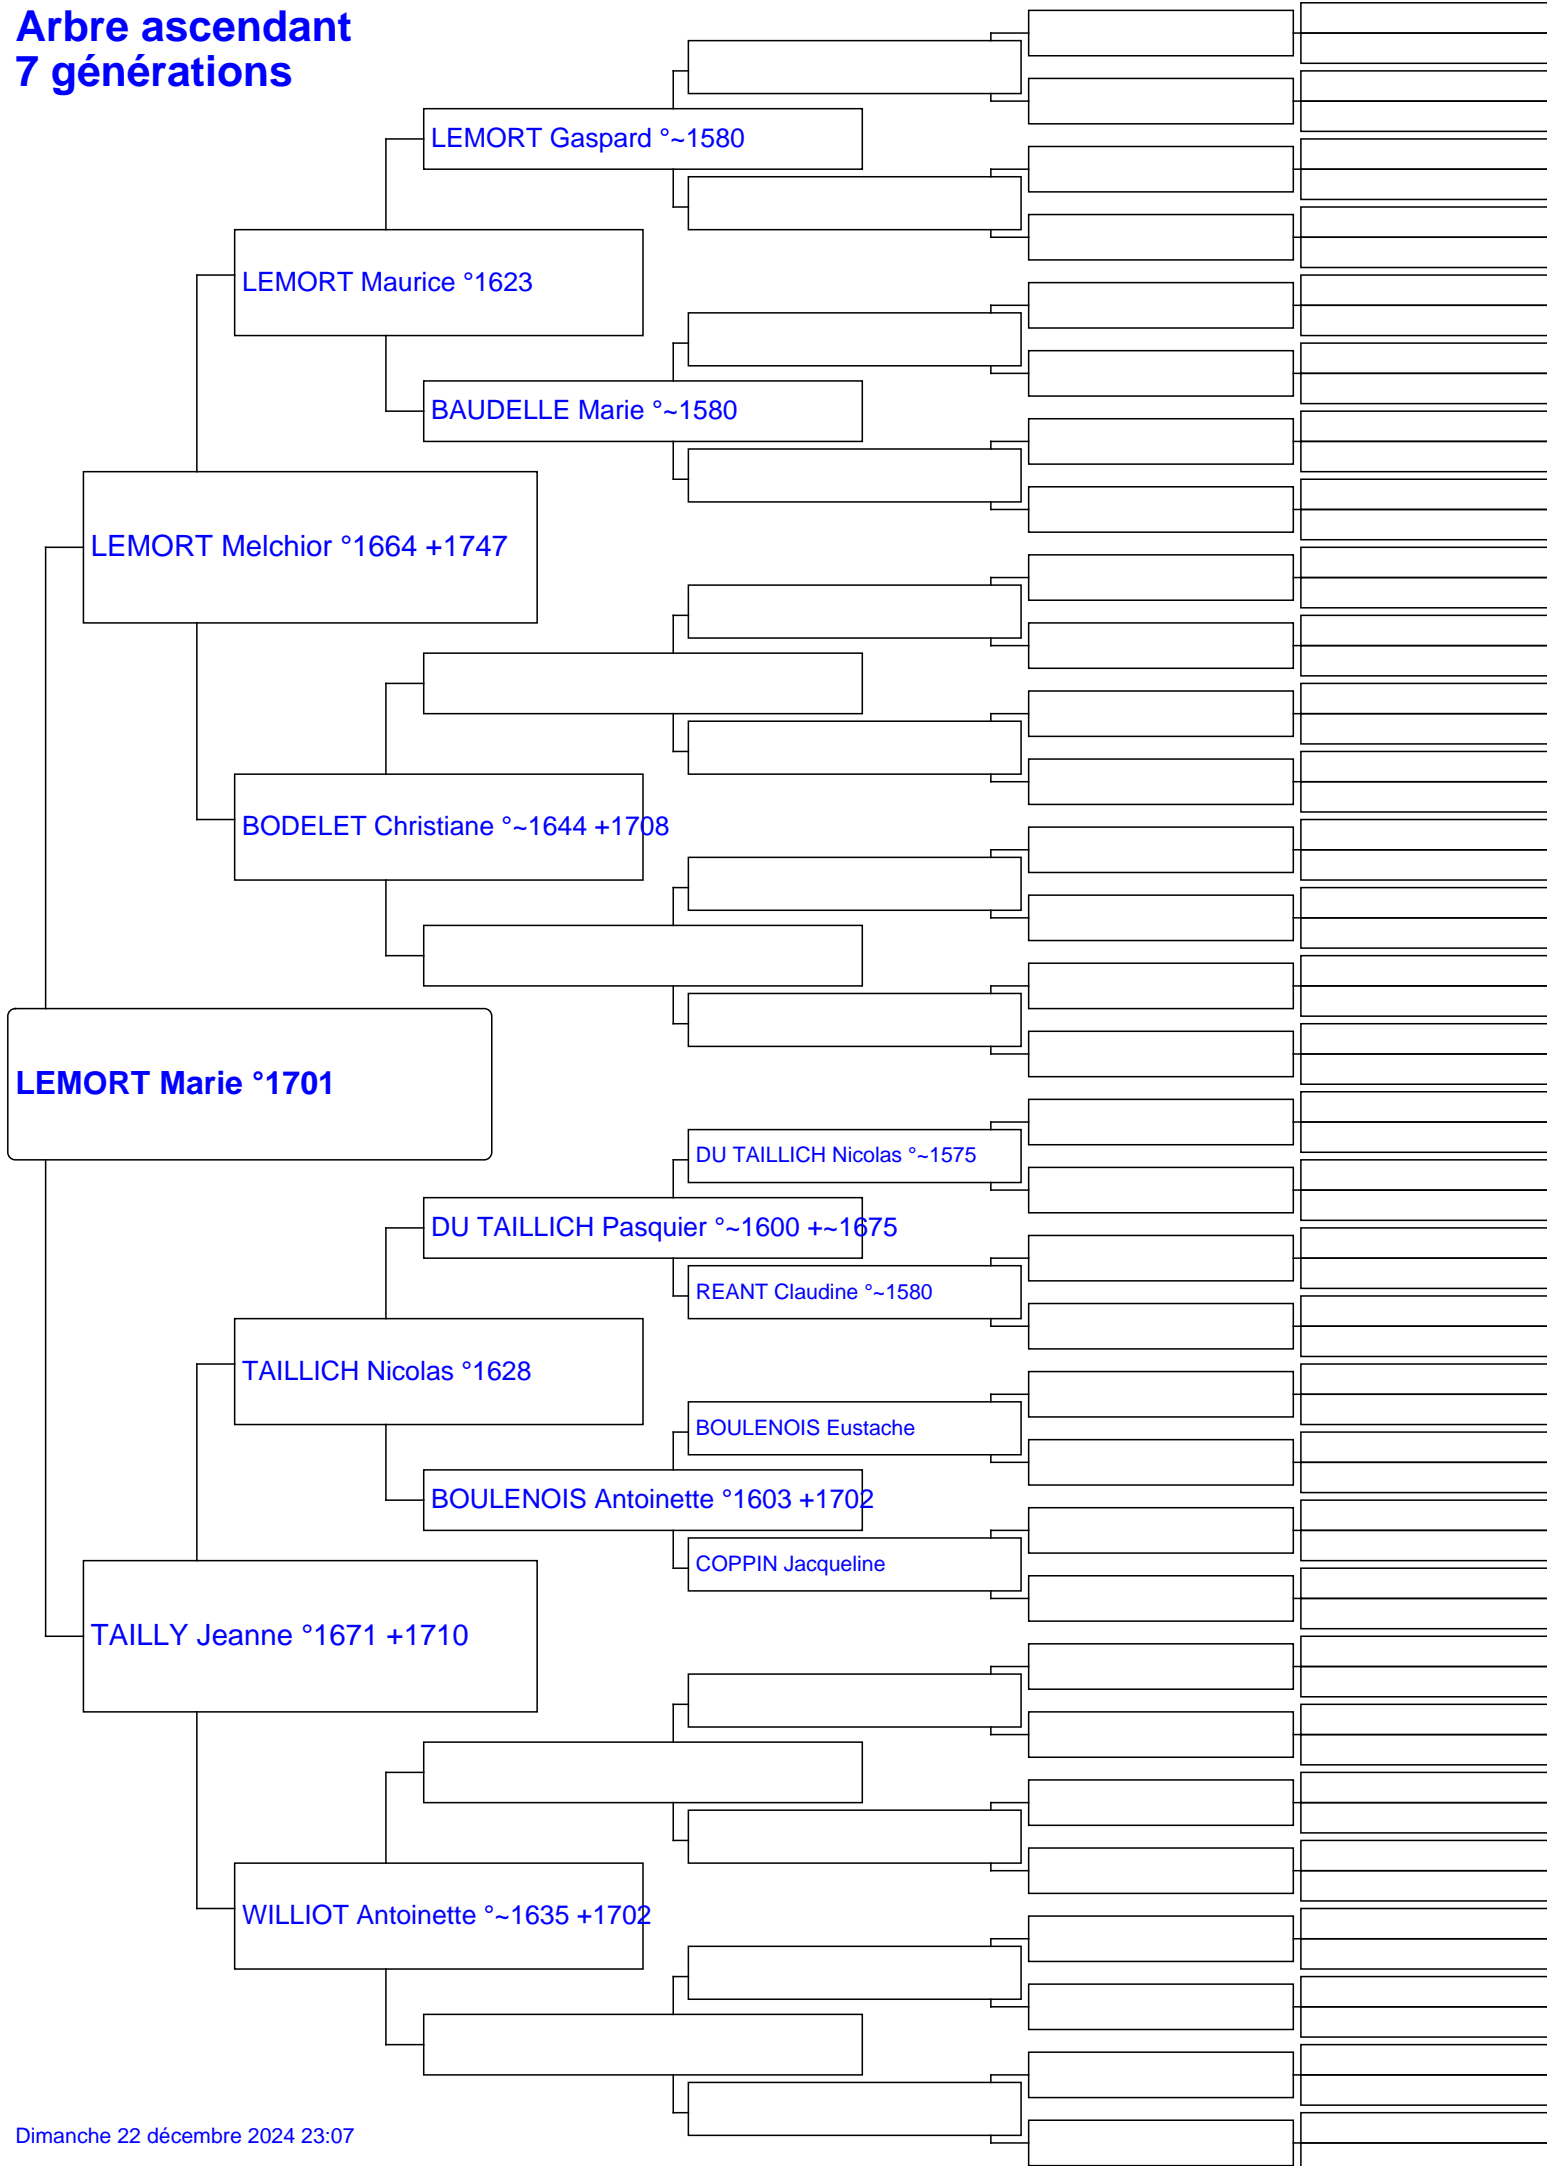 Arbre ascendant
7 générations
LEMORT Gaspard °~1580
LEMORT Maurice °1623
BAUDELLE Marie °~1580
LEMORT Melchior °1664 +1747
BODELET Christiane °~1644 +1708
LEMORT Marie °1701
DU TAILLICH Nicolas °~1575
DU TAILLICH Pasquier °~1600 +~1675
REANT Claudine °~1580
TAILLICH Nicolas °1628
BOULENOIS Eustache
BOULENOIS Antoinette °1603 +1702
COPPIN Jacqueline
TAILLY Jeanne °1671 +1710
WILLIOT Antoinette °~1635 +1702
Dimanche 22 décembre 2024 23:07